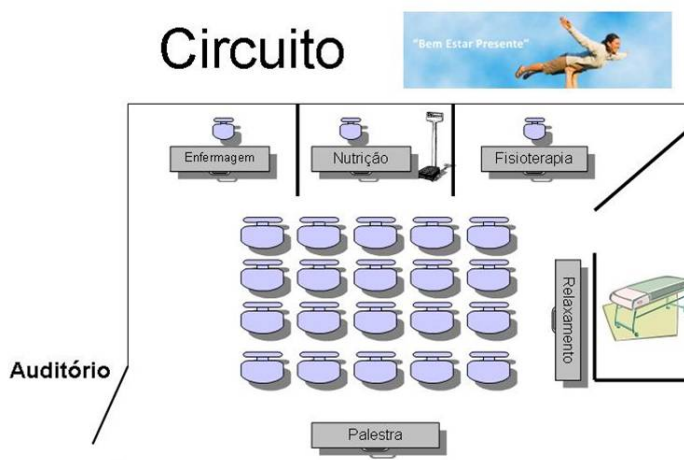 Circuito
"Bem Estar Presente"
Enfermagem
Nutrição
Fisioterapia
Relaxamento
Auditório
Palestra